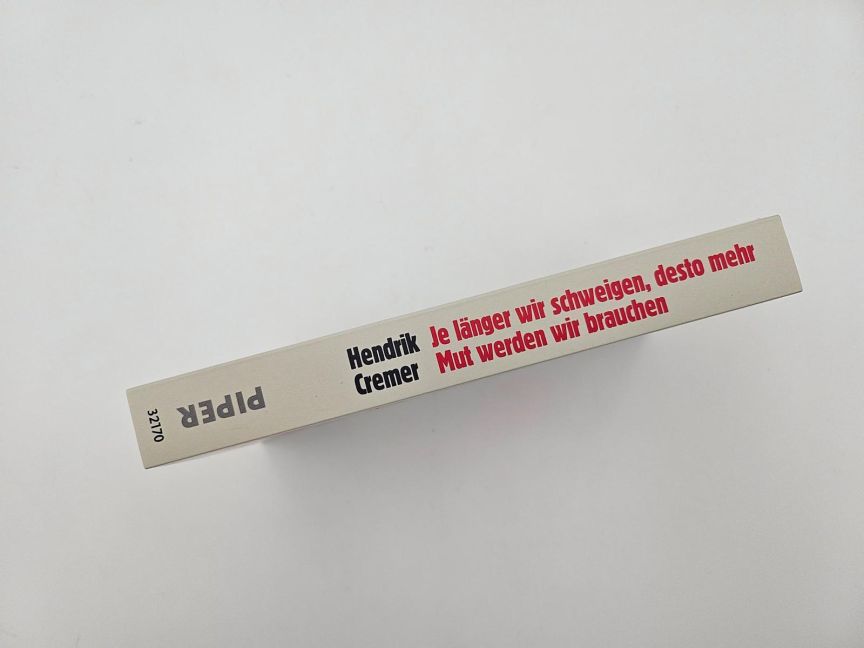 Hendrik
Cremer
Je länger wir schweigen, desto mehr
Mut werden wir brauchen
PIPER
32170